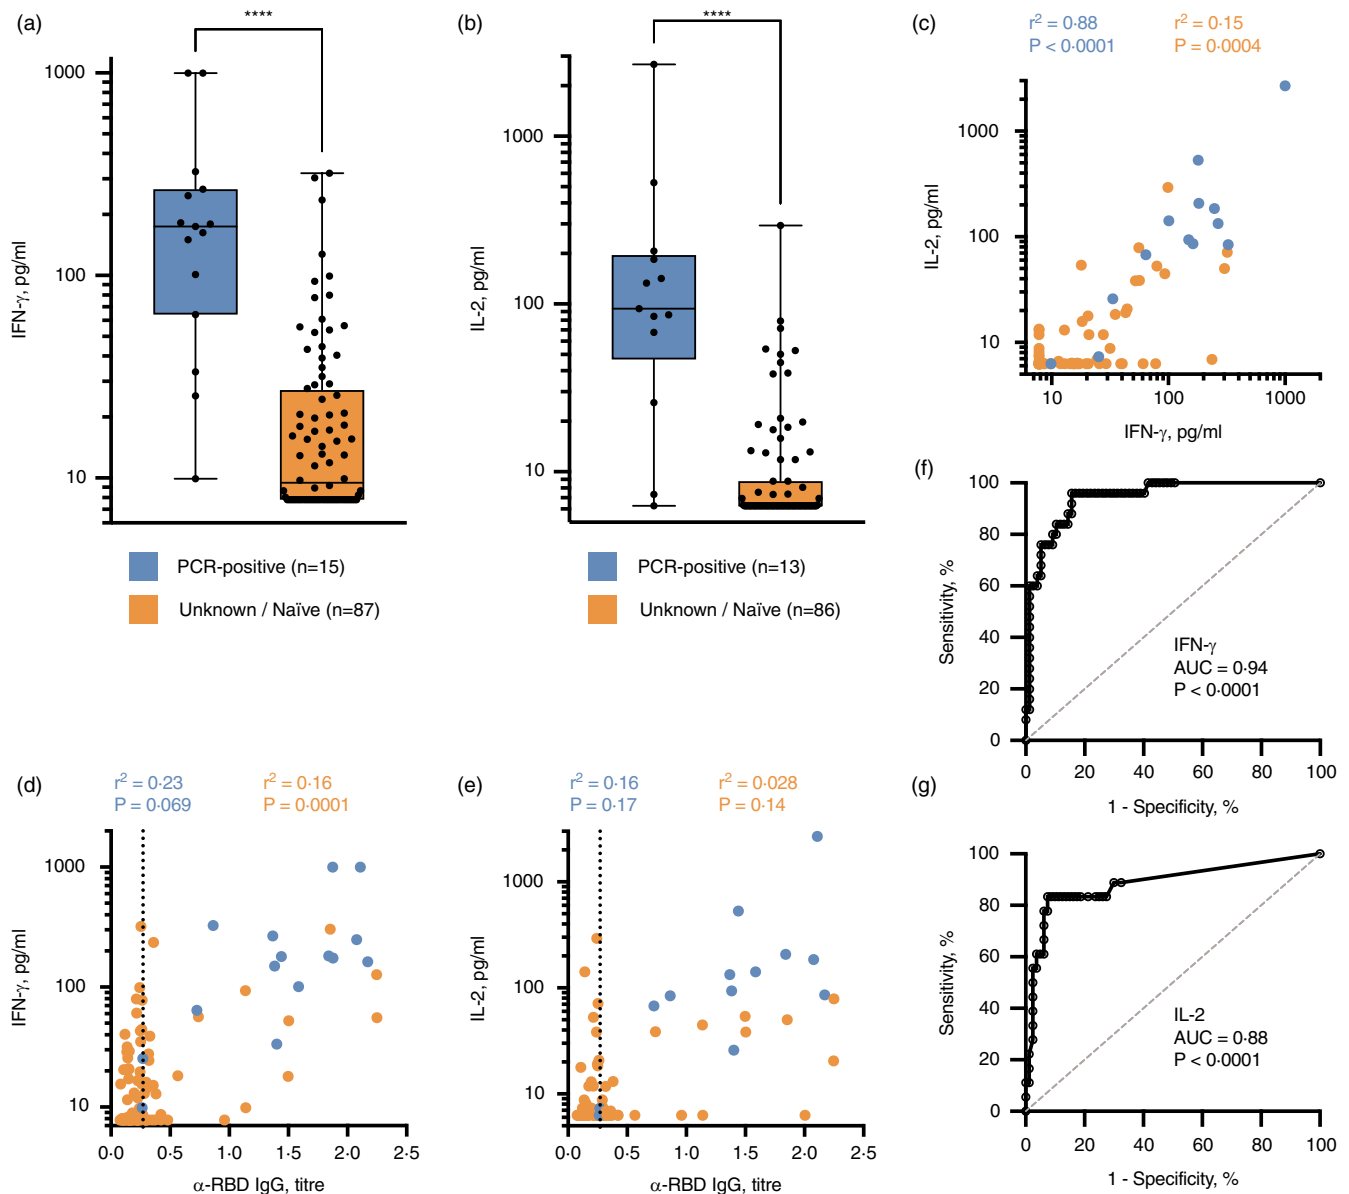 (a)
****
1000
100
10
IFN-γ, pg/ml
PCR-positive (n=15)
Unknown / Naïve (n=87)
(b)
****
1000
100
10
IL-2, pg/ml
PCR-positive (n=13)
Unknown / Naïve (n=86)
(c)
r² = 0·88
P < 0·0001
r² = 0·15
P = 0·0004
1000
100
10
IL-2, pg/ml
10 100 1000
IFN-γ, pg/ml
(f)
100
80
60
40
20
0
Sensitivity, %
IFN-γ
AUC = 0·94
P < 0·0001
0 20 40 60 80 100
1 - Specificity, %
(d)
r² = 0·23
P = 0·069
r² = 0·16
P = 0·0001
1000
100
10
IFN-γ, pg/ml
0·0 0·5 1·0 1·5 2·0 2·5
α-RBD IgG, titre
(e)
r² = 0·16
P = 0·17
r² = 0·028
P = 0·14
1000
100
10
IL-2, pg/ml
0·0 0·5 1·0 1·5 2·0 2·5
α-RBD IgG, titre
(g)
100
80
60
40
20
0
Sensitivity, %
IL-2
AUC = 0·88
P < 0·0001
0 20 40 60 80 100
1 - Specificity, %